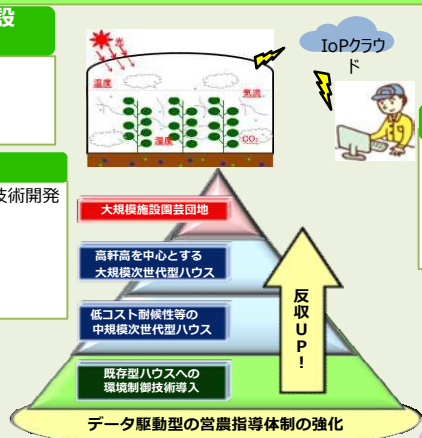 設
技術開発
光
温度
気流
湿度
CO₂
IoPクラウ
ド
大規模施設園芸団地
高軒高を中心とする
大規模次世代型ハウス
低コスト耐候性等の
中規模次世代型ハウス
既存型ハウスへの
環境制御技術導入
反収UP！
データ駆動型の営農指導体制の強化